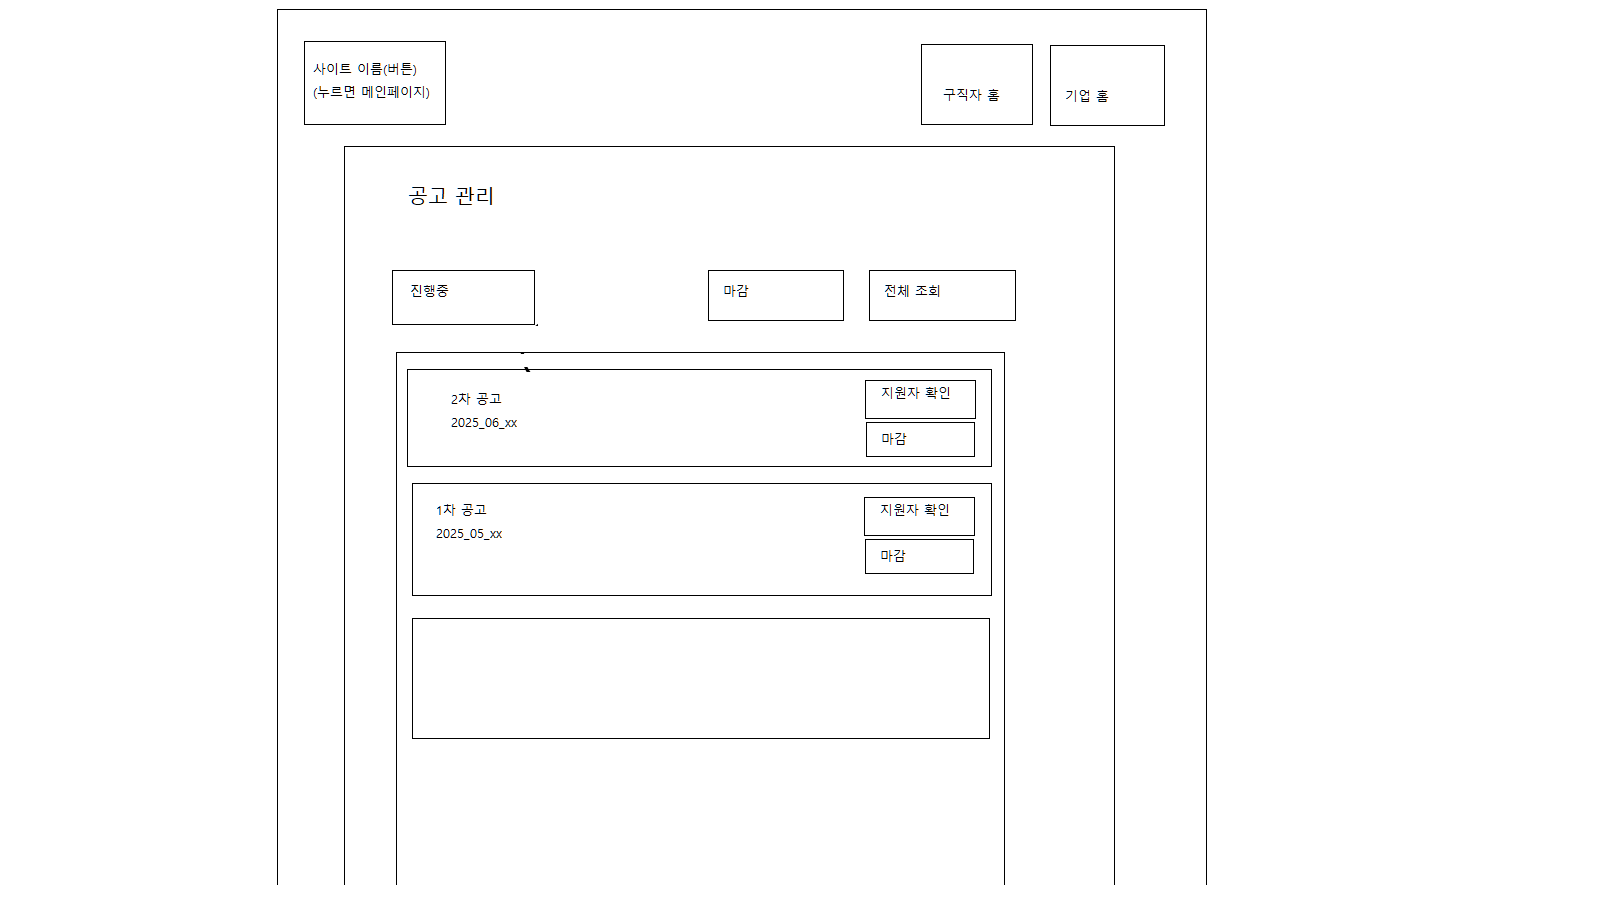 사이트 이름(버튼)
(누르면 메인페이지)
구직자 홈
기업 홈
공고 관리
진행중
마감
전체 조회
2차 공고
2025_06_xx
지원자 확인
마감
1차 공고
2025_05_xx
지원자 확인
마감